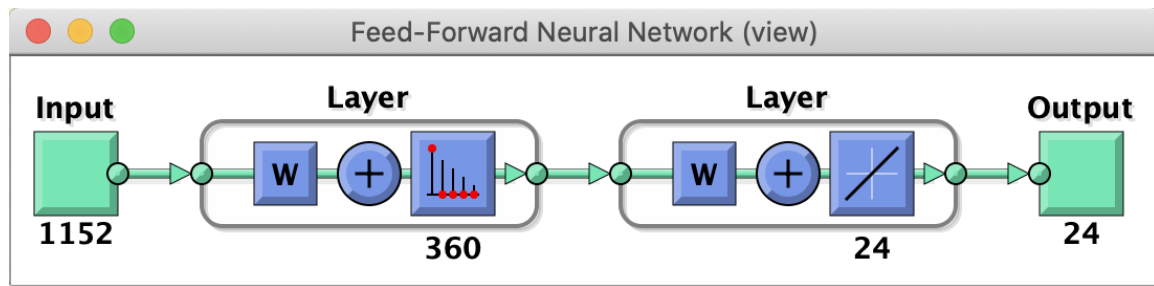 Feed-Forward Neural Network (view)
Input
Layer
Layer
Output
W
W
1152
360
24
24